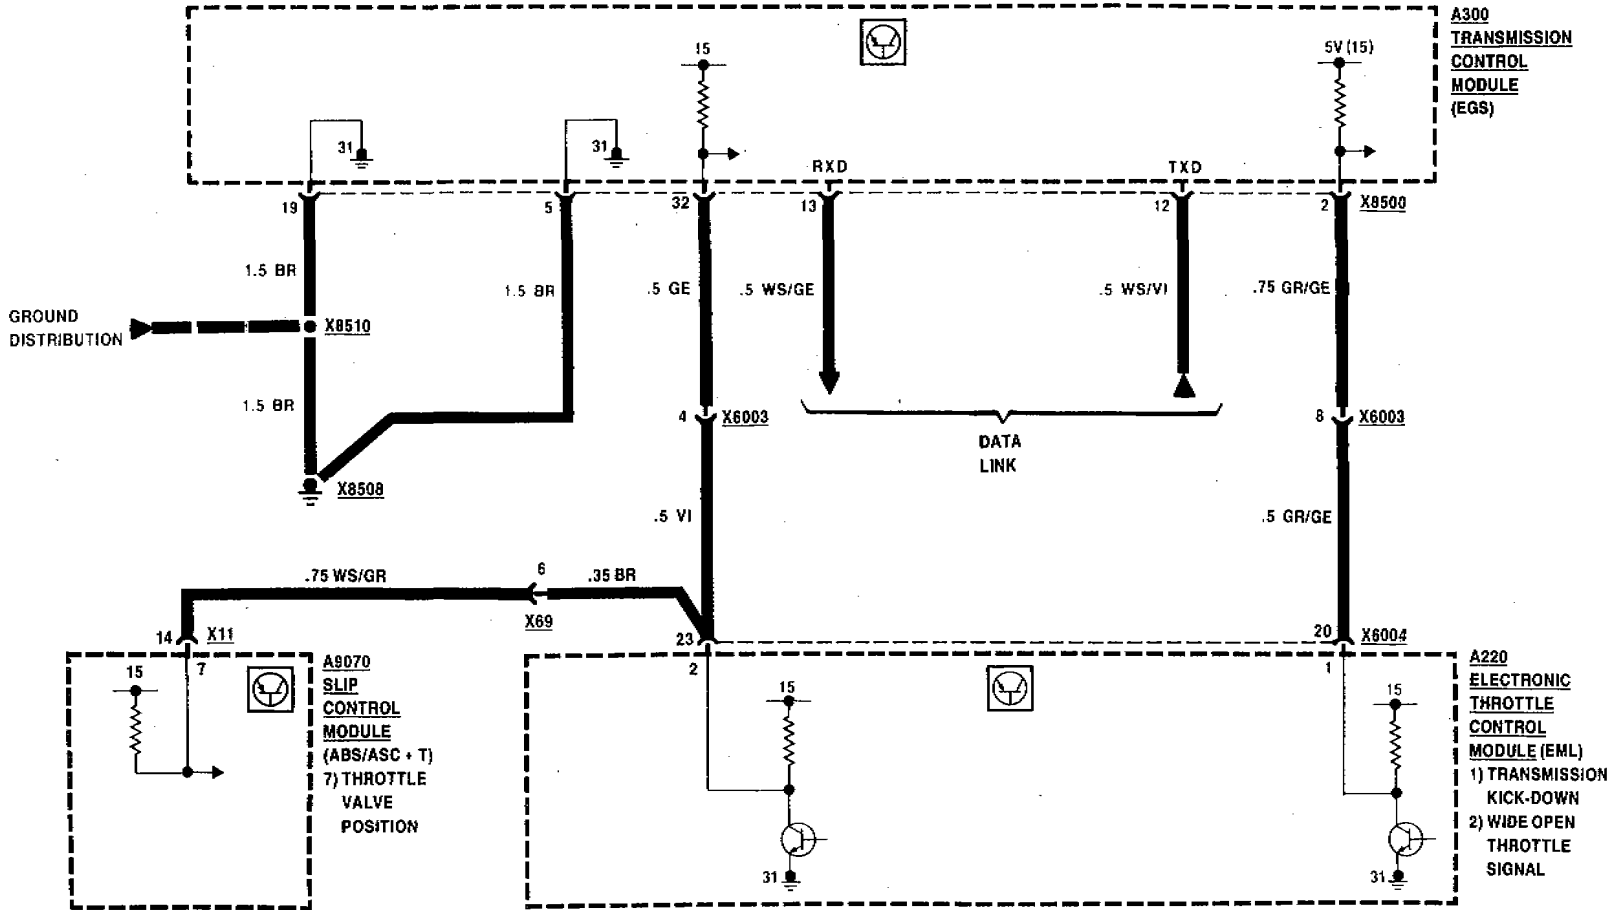 A300
TRANSMISSION
CONTROL
MODULE
(EGS)
15
5V (15)
31
31
RXD
TXD
19
5
32
13
12
2
X8500
1.5 BR
1.5 BR
.5 GE
.5 WS/GE
.5 WS/VI
.75 GR/GE
GROUND
DISTRIBUTION
X8510
1.5 BR
4
X6003
8
X6003
DATA
LINK
X8508
.5 VI
.5 GR/GE
.75 WS/GR
6
.35 BR
X69
14
X11
23
20
X6004
7
2
1
A9070
SLIP
CONTROL
MODULE
(ABS/ASC + T)
7) THROTTLE
VALVE
POSITION
15
15
31
15
31
A220
ELECTRONIC
THROTTLE
CONTROL
MODULE (EML)
1) TRANSMISSION
KICK-DOWN
2) WIDE OPEN
THROTTLE
SIGNAL